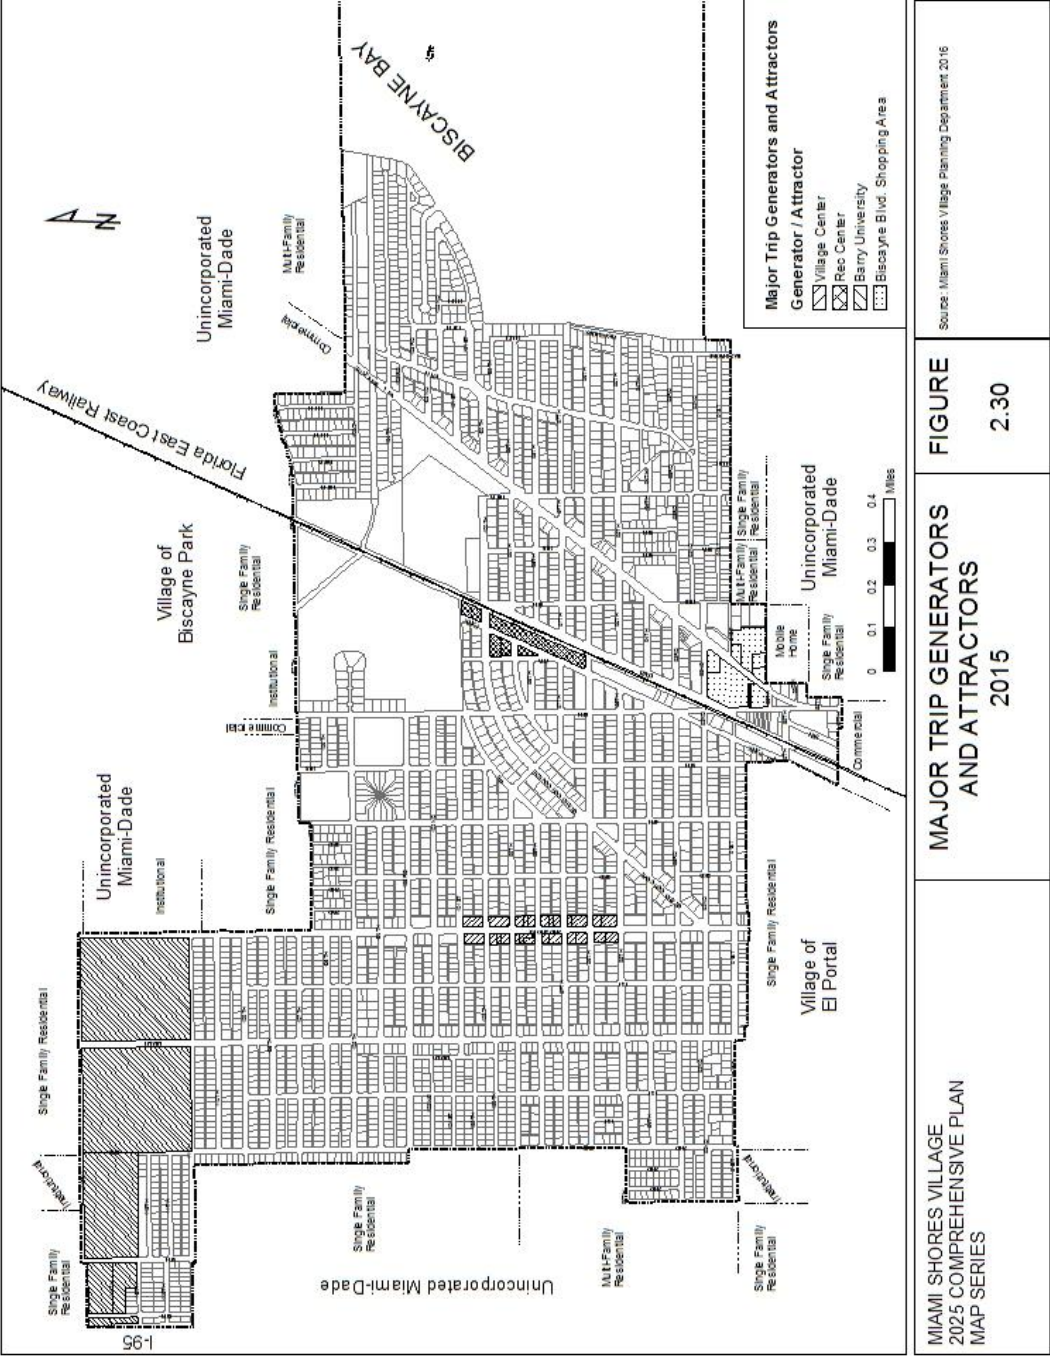 BISCAYNE BAY
N
Unincorporated
Miami-Dade
Multi-Family
Residential
Commercial
Florida East Coast Railway
Village of
Biscayne Park
Single Family
Residential
Institutional
Commercial
Unincorporated
Miami-Dade
Institutional
Single Family Residential
Single Family Residential
Institutional
Single Family
Residential
I-95
Single Family
Residential
Unincorporated Miami-Dade
Multi-Family
Residential
Single Family
Residential
Institutional
Single Family Residential
Village of
El Portal
Commercial
Mobile
Home
Single Family
Residential
Multi-Family
Residential
Single Family
Residential
Unincorporated
Miami-Dade
0 0.1 0.2 0.3 0.4
Miles
Major Trip Generators and Attractors
Generator / Attractor
Village Center
Rec Center
Barry University
Biscayne Blvd. Shopping Area
MIAMI SHORES VILLAGE
2025 COMPREHENSIVE PLAN
MAP SERIES
MAJOR TRIP GENERATORS
AND ATTRACTORS
2015
FIGURE
2.30
Source: Miami Shores Village Planning Department 2016